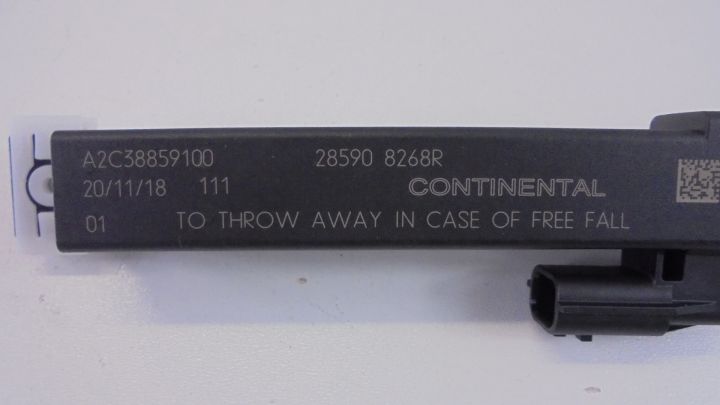 A2C38859100 28590 8268R
20/11/18 111 CONTINENTAL
01 TO THROW AWAY IN CASE OF FREE FALL